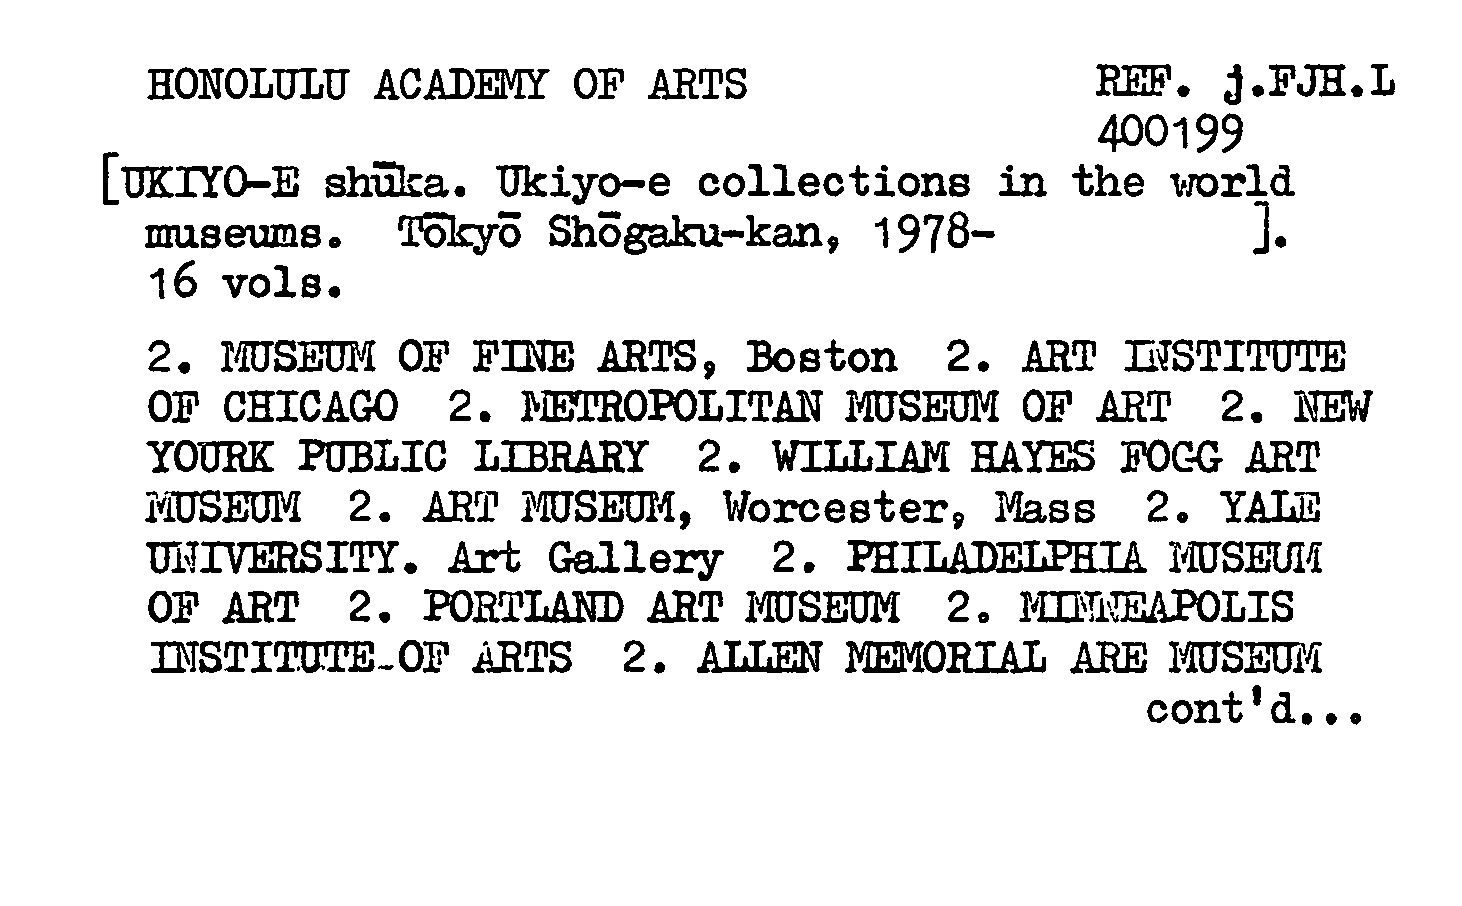 HONOLULU ACADEMY OF ARTS REF. j.FJH.L
400199
[UKIYO-E shūka. Ukiyo-e collections in the world
museums. Tōkyō Shōgaku-kan, 1978- ].
16 vols.
2. MUSEUM OF FINE ARTS, Boston 2. ART INSTITUTE
OF CHICAGO 2. METROPOLITAN MUSEUM OF ART 2. NEW
YOURK PUBLIC LIBRARY 2. WILLIAM HAYES FOGG ART
MUSEUM 2. ART MUSEUM, Worcester, Mass 2. YALE
UNIVERSITY. Art Gallery 2. PHILADELPHIA MUSEUM
OF ART 2. PORTLAND ART MUSEUM 2. MINNEAPOLIS
INSTITUTE-OF ARTS 2. ALLEN MEMORIAL ARE MUSEUM
cont'd...